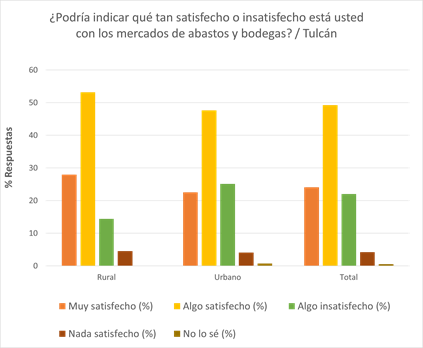 ¿Podría indicar qué tan satisfecho o insatisfecho está usted
con los mercados de abastos y bodegas? / Tulcán
60
50
40
30
20
10
0
% Respuestas
Rural
Urbano
Total
Muy satisfecho (%)
Algo satisfecho (%)
Algo insatisfecho (%)
Nada satisfecho (%)
No lo sé (%)